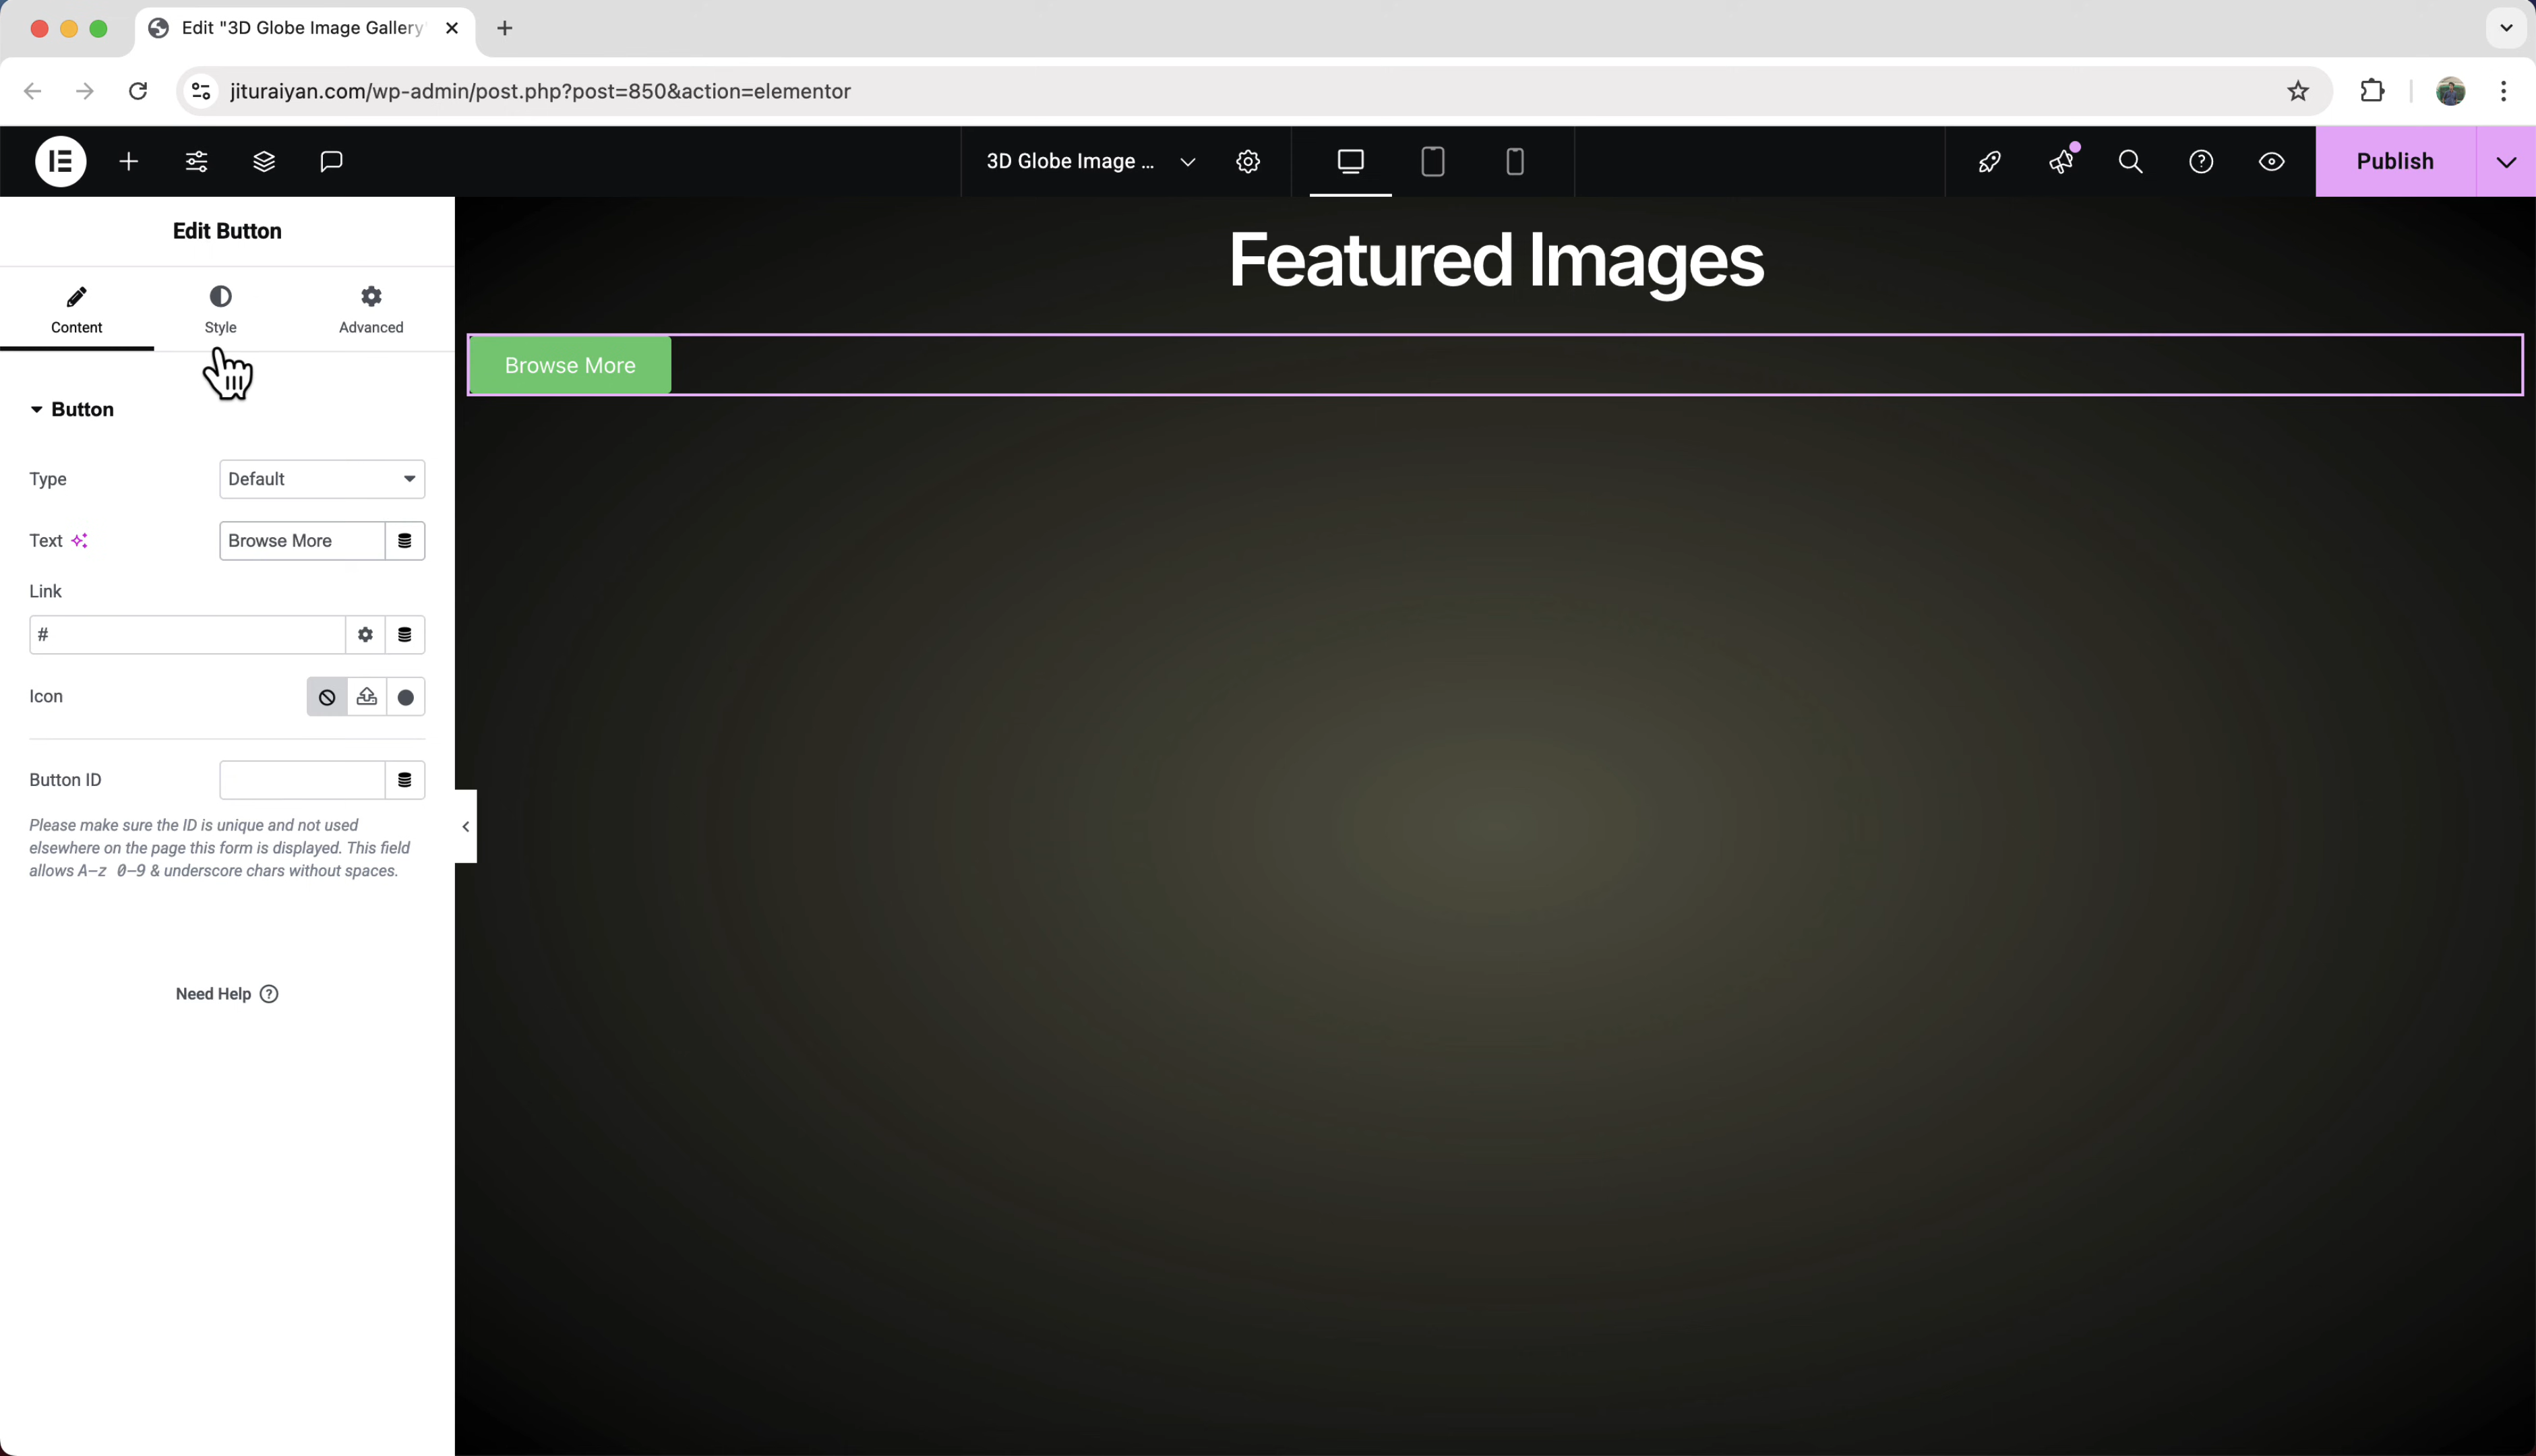 Edit "3D Globe Image Gallery"
jituraiyan.com/wp-admin/post.php?post=850&action=elementor
3D Globe Image ...
Publish
Edit Button
Content
Style
Advanced
Button
Type
Default
Text
Browse More
Link
#
Icon
Button ID
Please make sure the ID is unique and not used
elsewhere on the page this form is displayed. This field
allows A–z 0–9 & underscore chars without spaces.
Need Help
Featured Images
Browse More